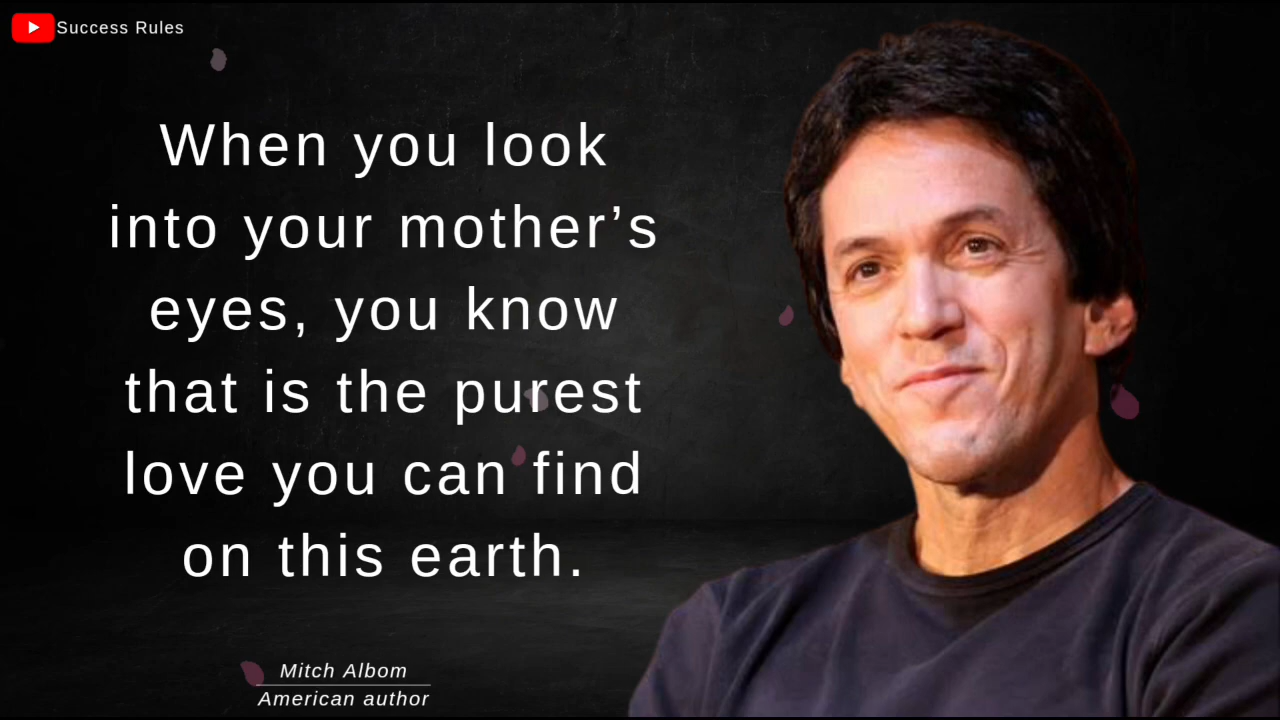 Success Rules
When you look
into your mother’s
eyes, you know
that is the purest
love you can find
on this earth.
Mitch Albom
American author